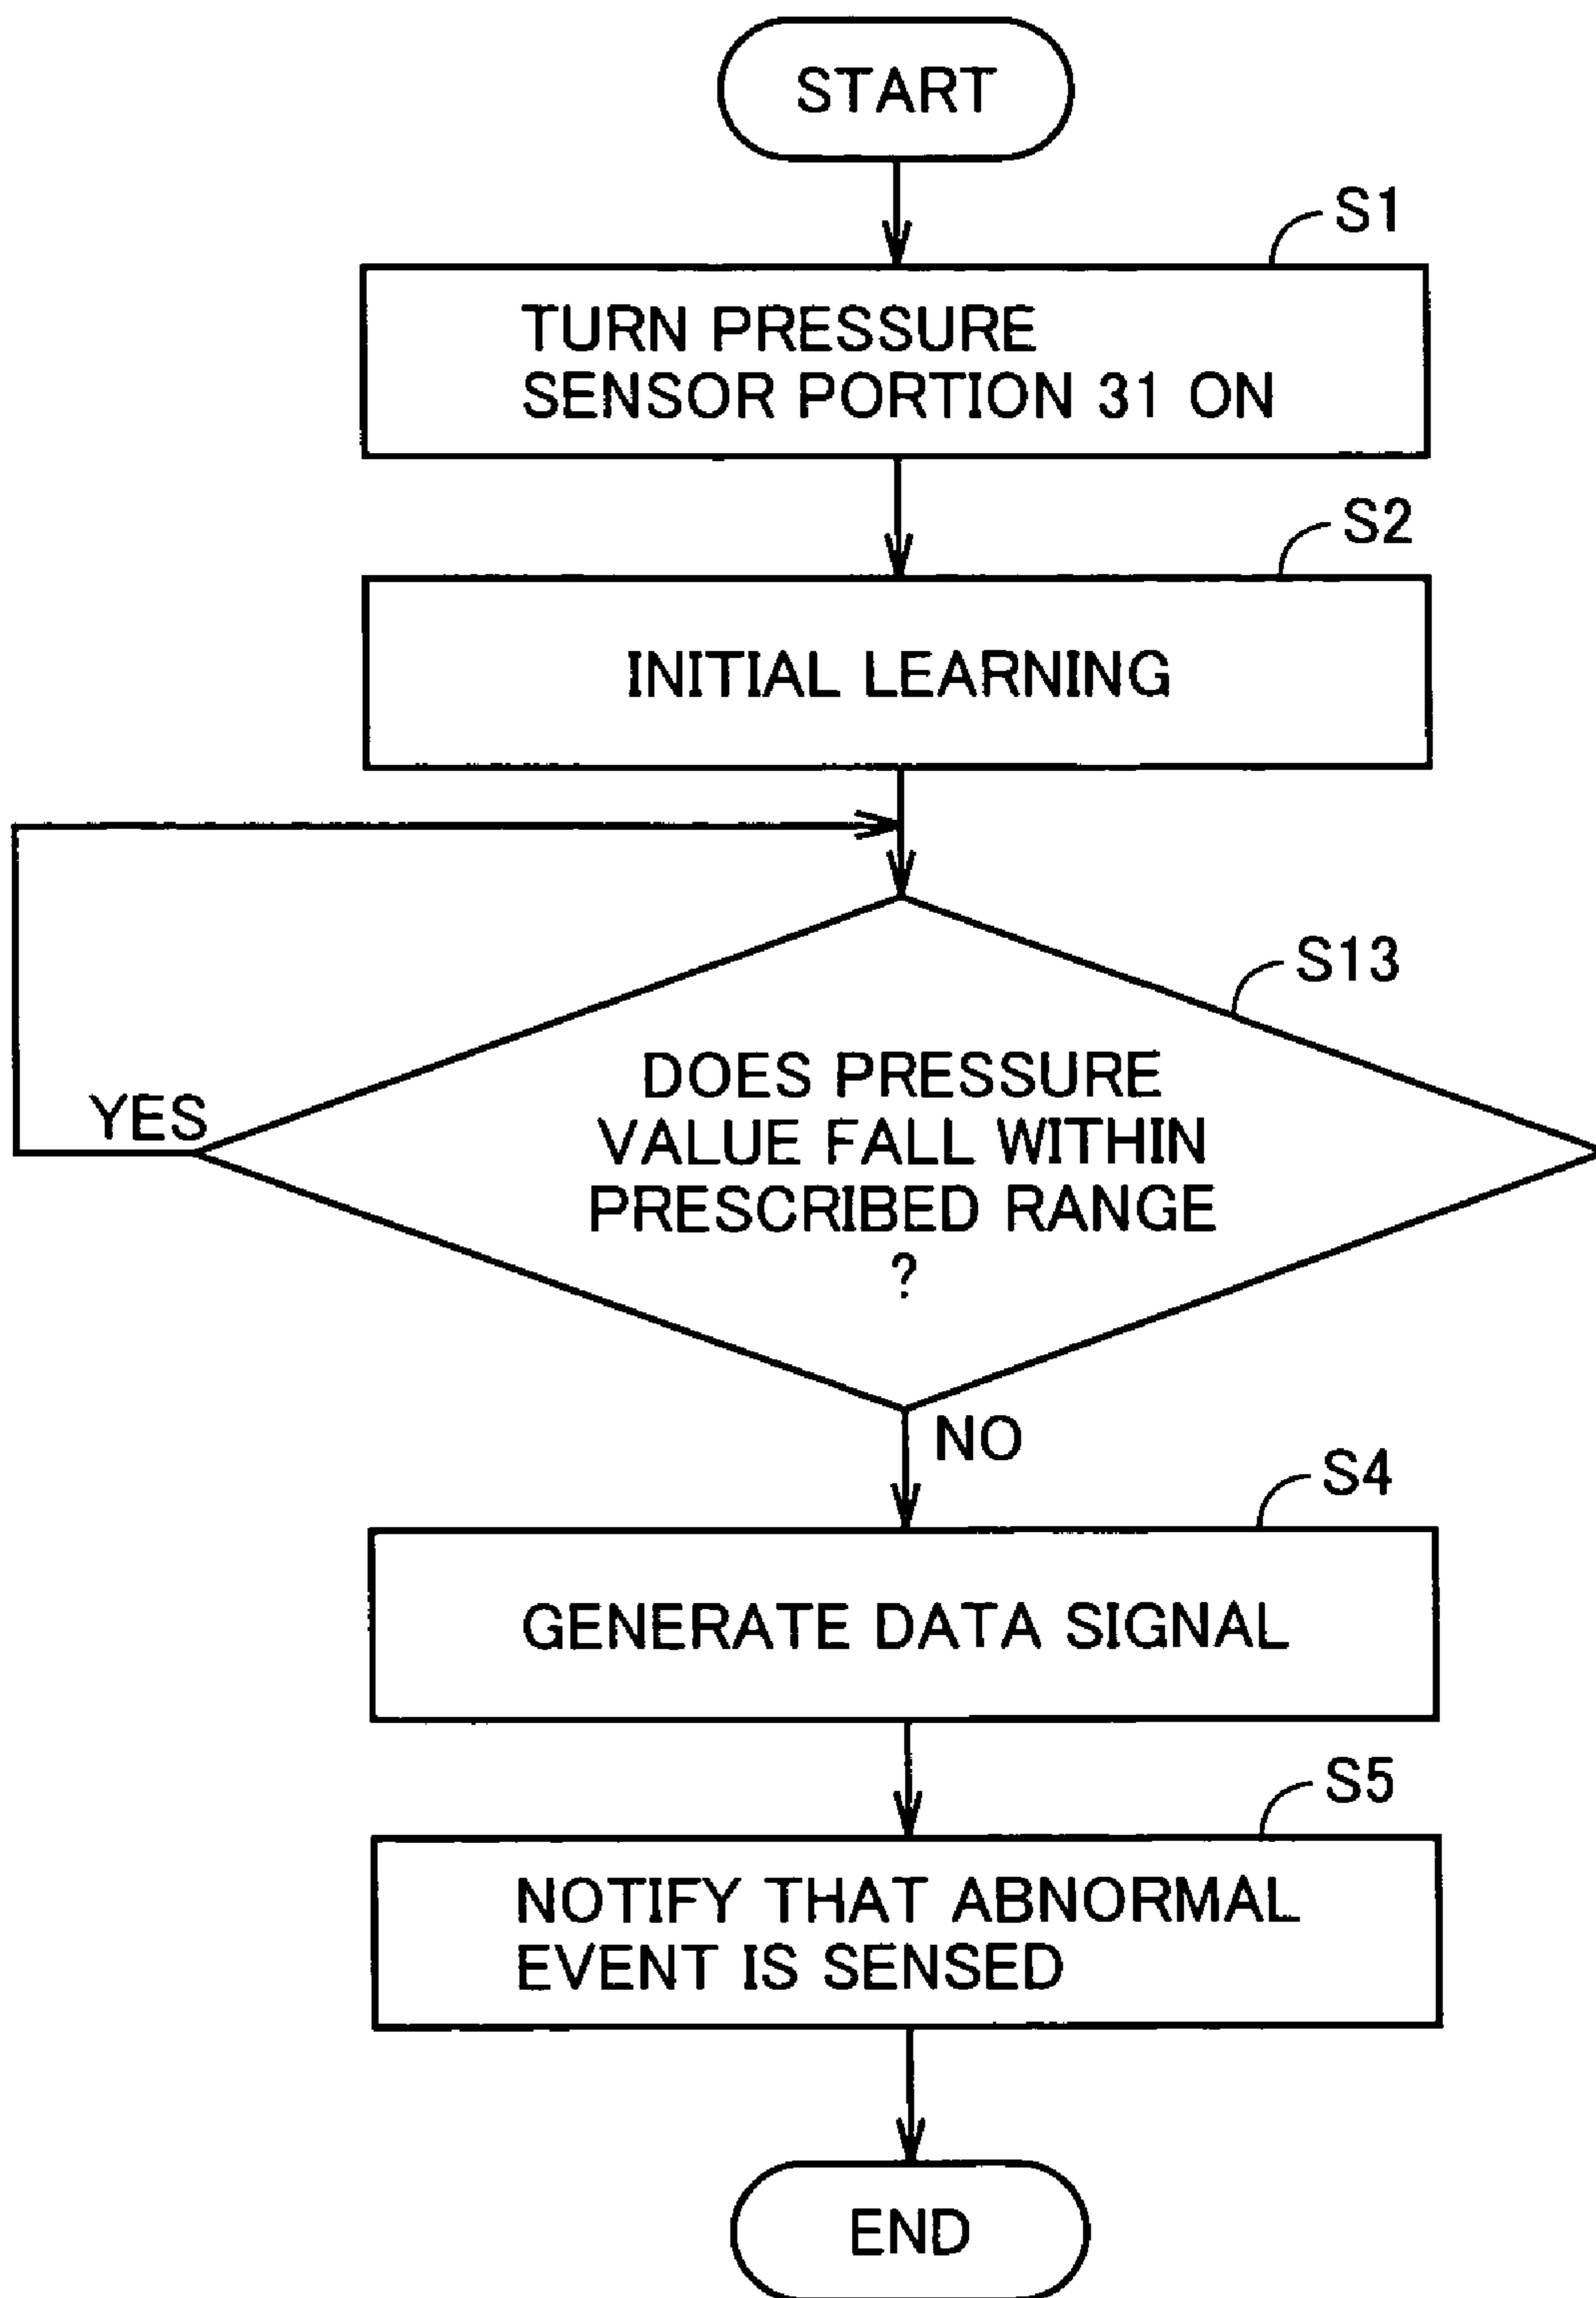 START
S1
TURN PRESSURE
SENSOR PORTION 31 ON
S2
INITIAL LEARNING
S13
DOES PRESSURE
VALUE FALL WITHIN
PRESCRIBED RANGE
?
YES
NO
S4
GENERATE DATA SIGNAL
S5
NOTIFY THAT ABNORMAL
EVENT IS SENSED
END